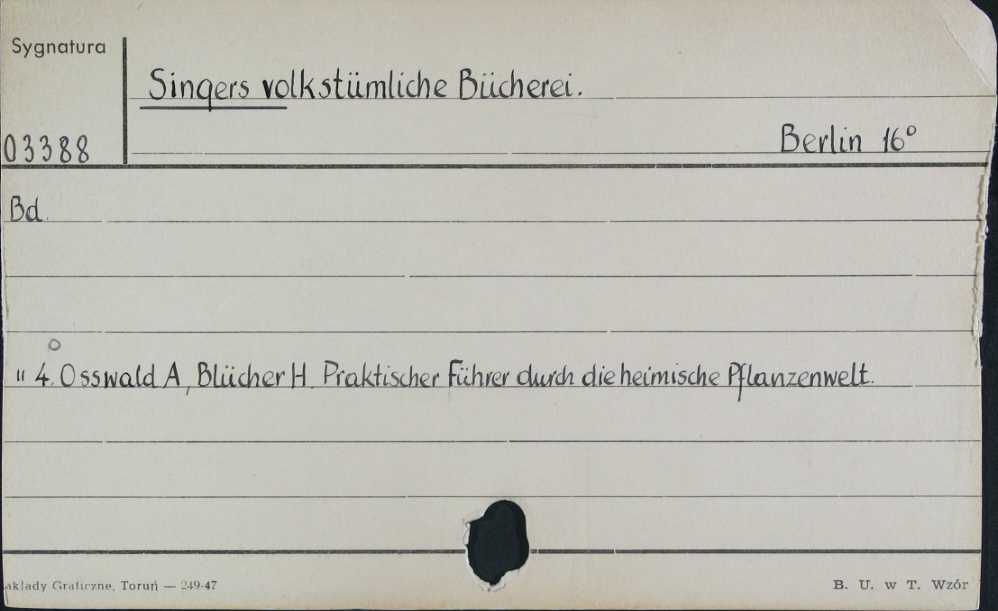 Sygnatura
Singers volkstümliche Bücherei.
03388
Berlin 16°
Bd.
" 4. Osswald A, Blücher H. Praktischer Führer durch die heimische Pflanzenwelt.
akłady Graficzne, Toruń — 249-47
B. U. w T. Wzór